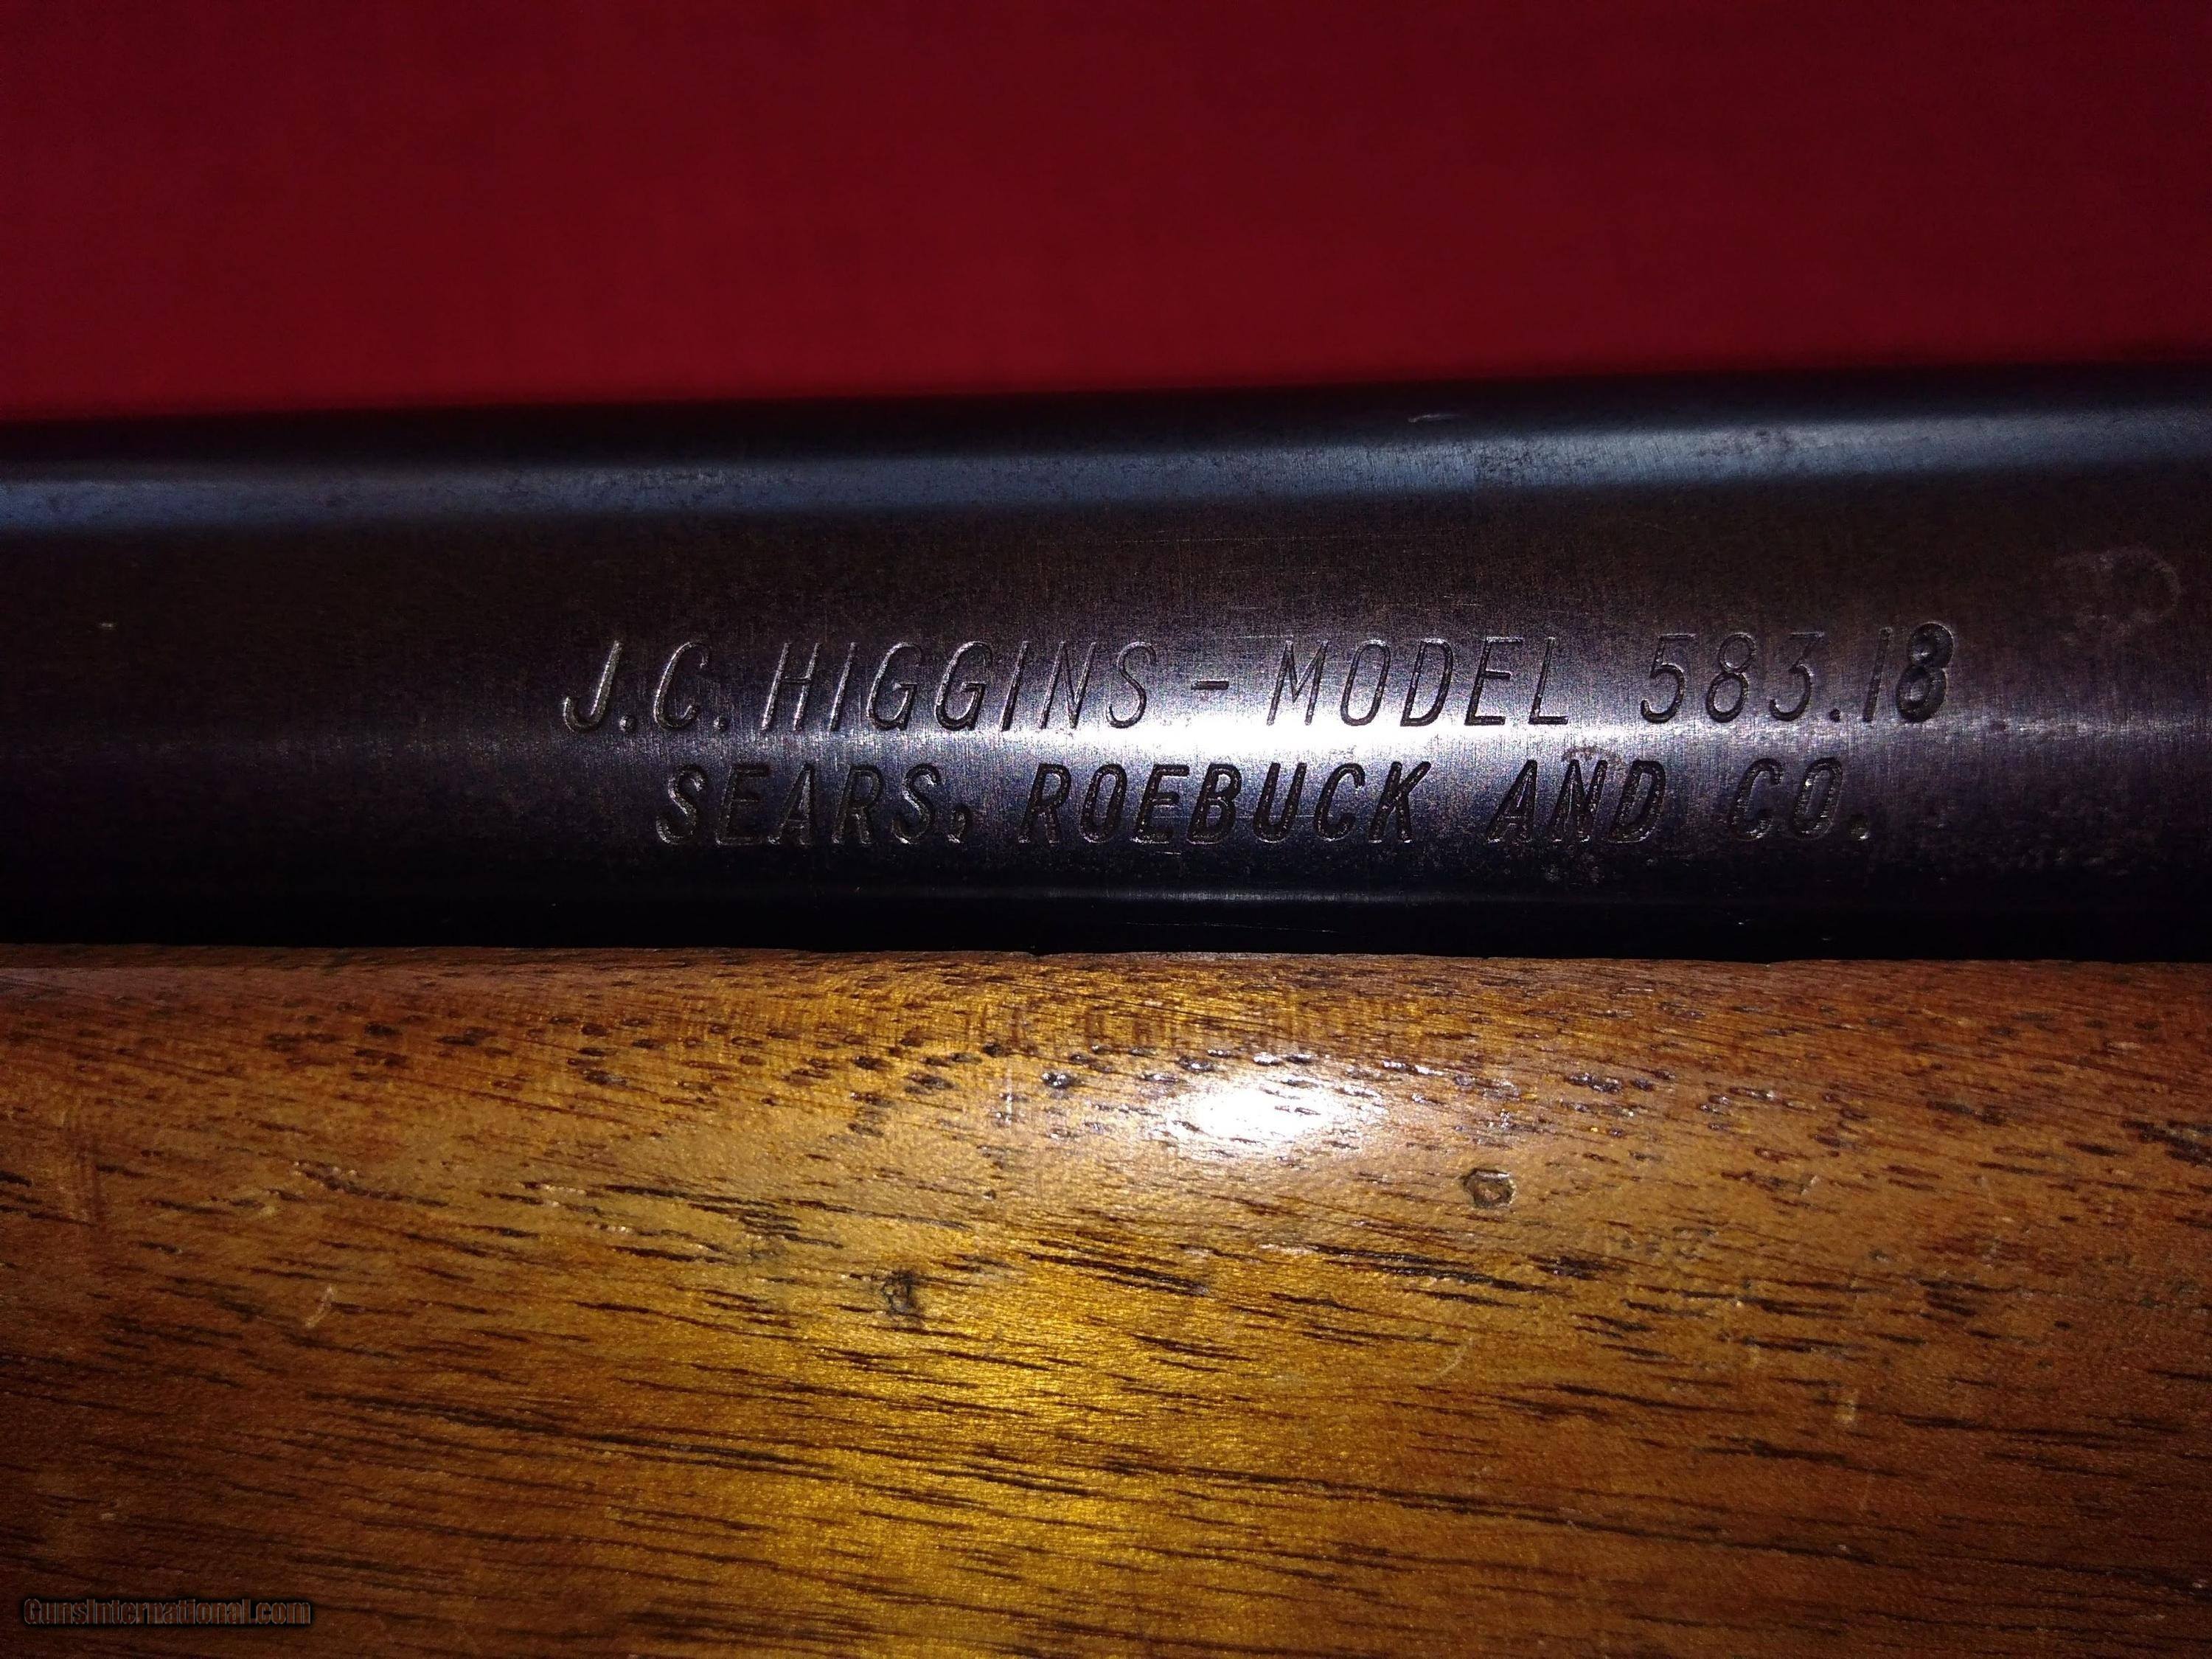 J.C. HIGGINS - MODEL 583.18
SEARS, ROEBUCK AND CO.
GunsInternational.com